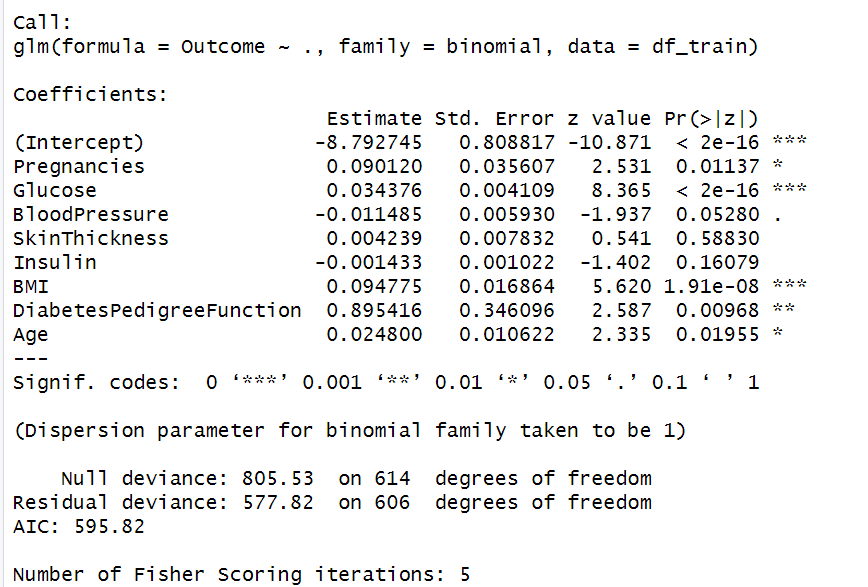 Call:
glm(formula = Outcome ~ ., family = binomial, data = df_train)
Coefficients:
Estimate Std. Error z value Pr(>|z|)
(Intercept) -8.792745 0.808817 -10.871 < 2e-16 ***
Pregnancies 0.090120 0.035607 2.531 0.01137 *
Glucose 0.034376 0.004109 8.365 < 2e-16 ***
BloodPressure -0.011485 0.005930 -1.937 0.05280 .
SkinThickness 0.004239 0.007832 0.541 0.58830
Insulin -0.001433 0.001022 -1.402 0.16079
BMI 0.094775 0.016864 5.620 1.91e-08 ***
DiabetesPedigreeFunction 0.895416 0.346096 2.587 0.00968 **
Age 0.024800 0.010622 2.335 0.01955 *
---
Signif. codes: 0 ‘***’ 0.001 ‘**’ 0.01 ‘*’ 0.05 ‘.’ 0.1 ‘ ’ 1
(Dispersion parameter for binomial family taken to be 1)
Null deviance: 805.53 on 614 degrees of freedom
Residual deviance: 577.82 on 606 degrees of freedom
AIC: 595.82
Number of Fisher Scoring iterations: 5